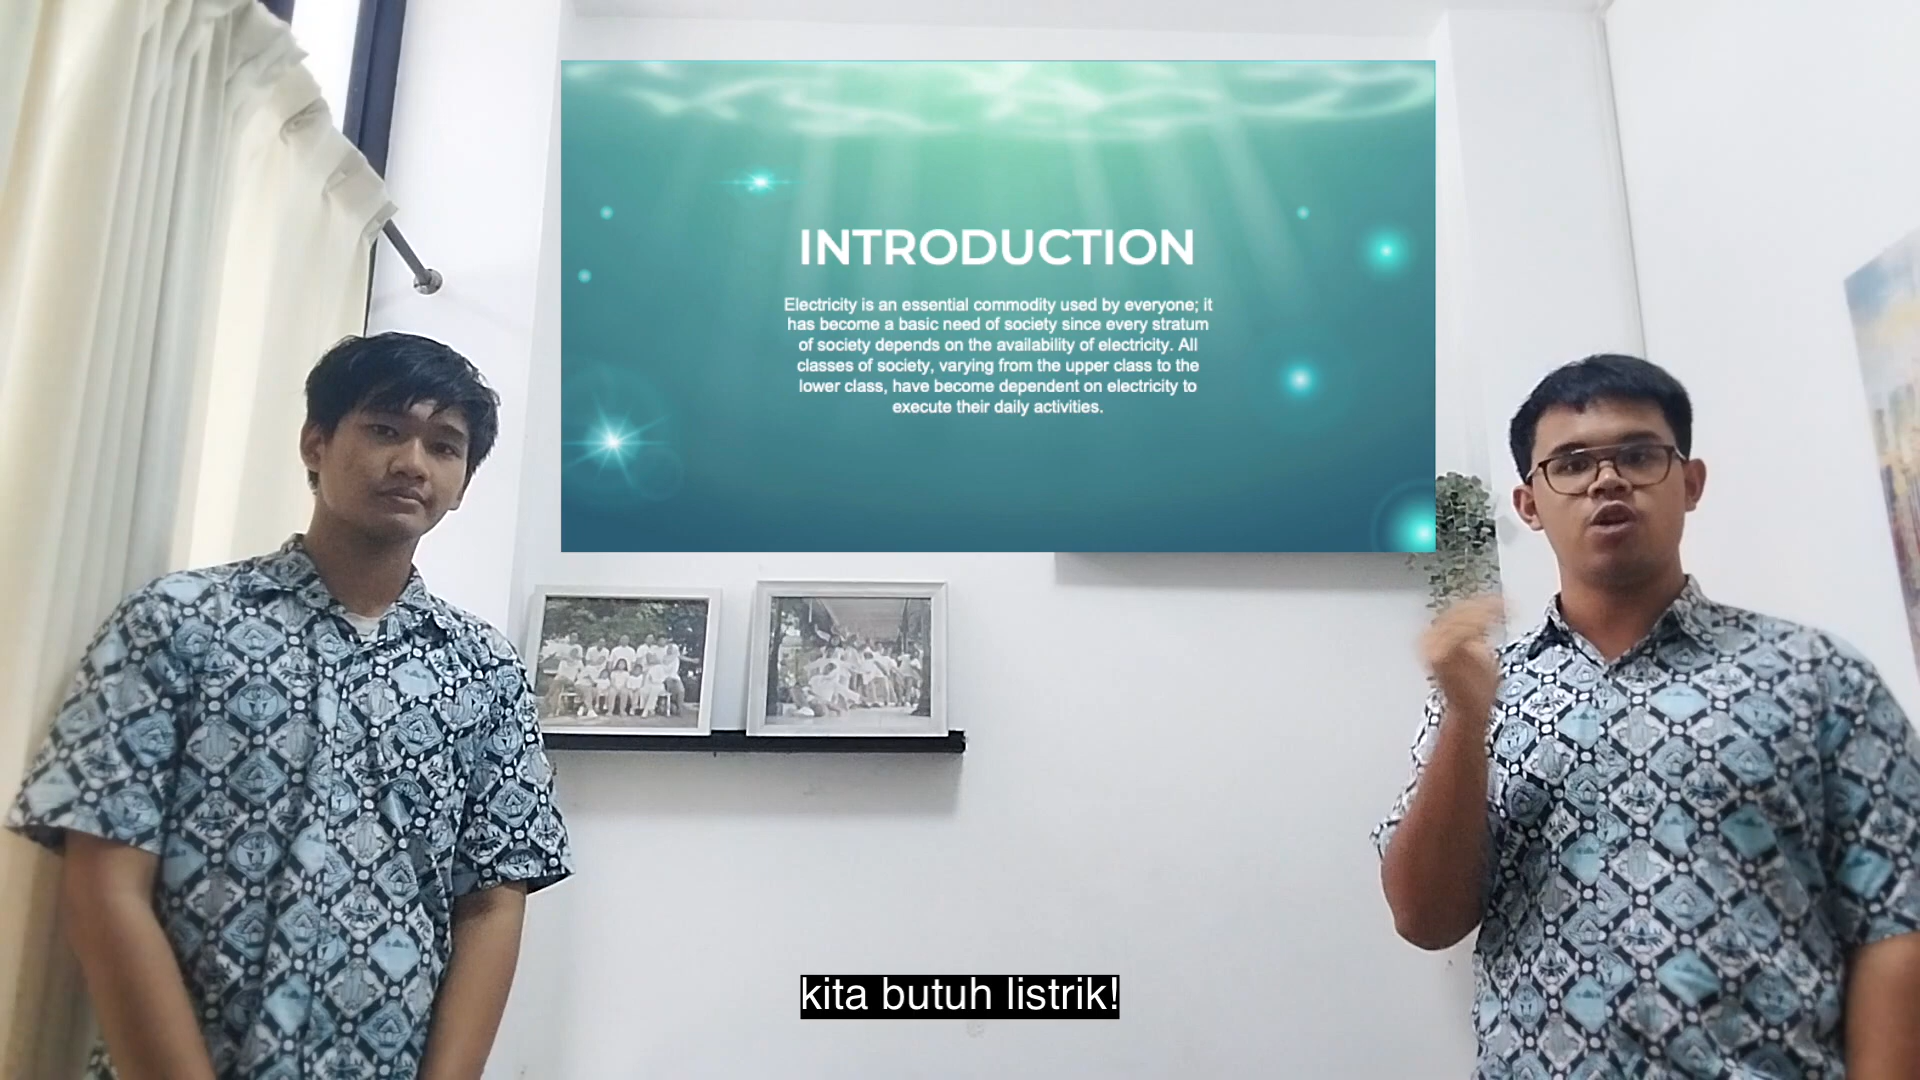 INTRODUCTION
Electricity is an essential commodity used by everyone; it
has become a basic need of society since every stratum
of society depends on the availability of electricity. All
classes of society, varying from the upper class to the
lower class, have become dependent on electricity to
execute their daily activities.
kita butuh listrik!